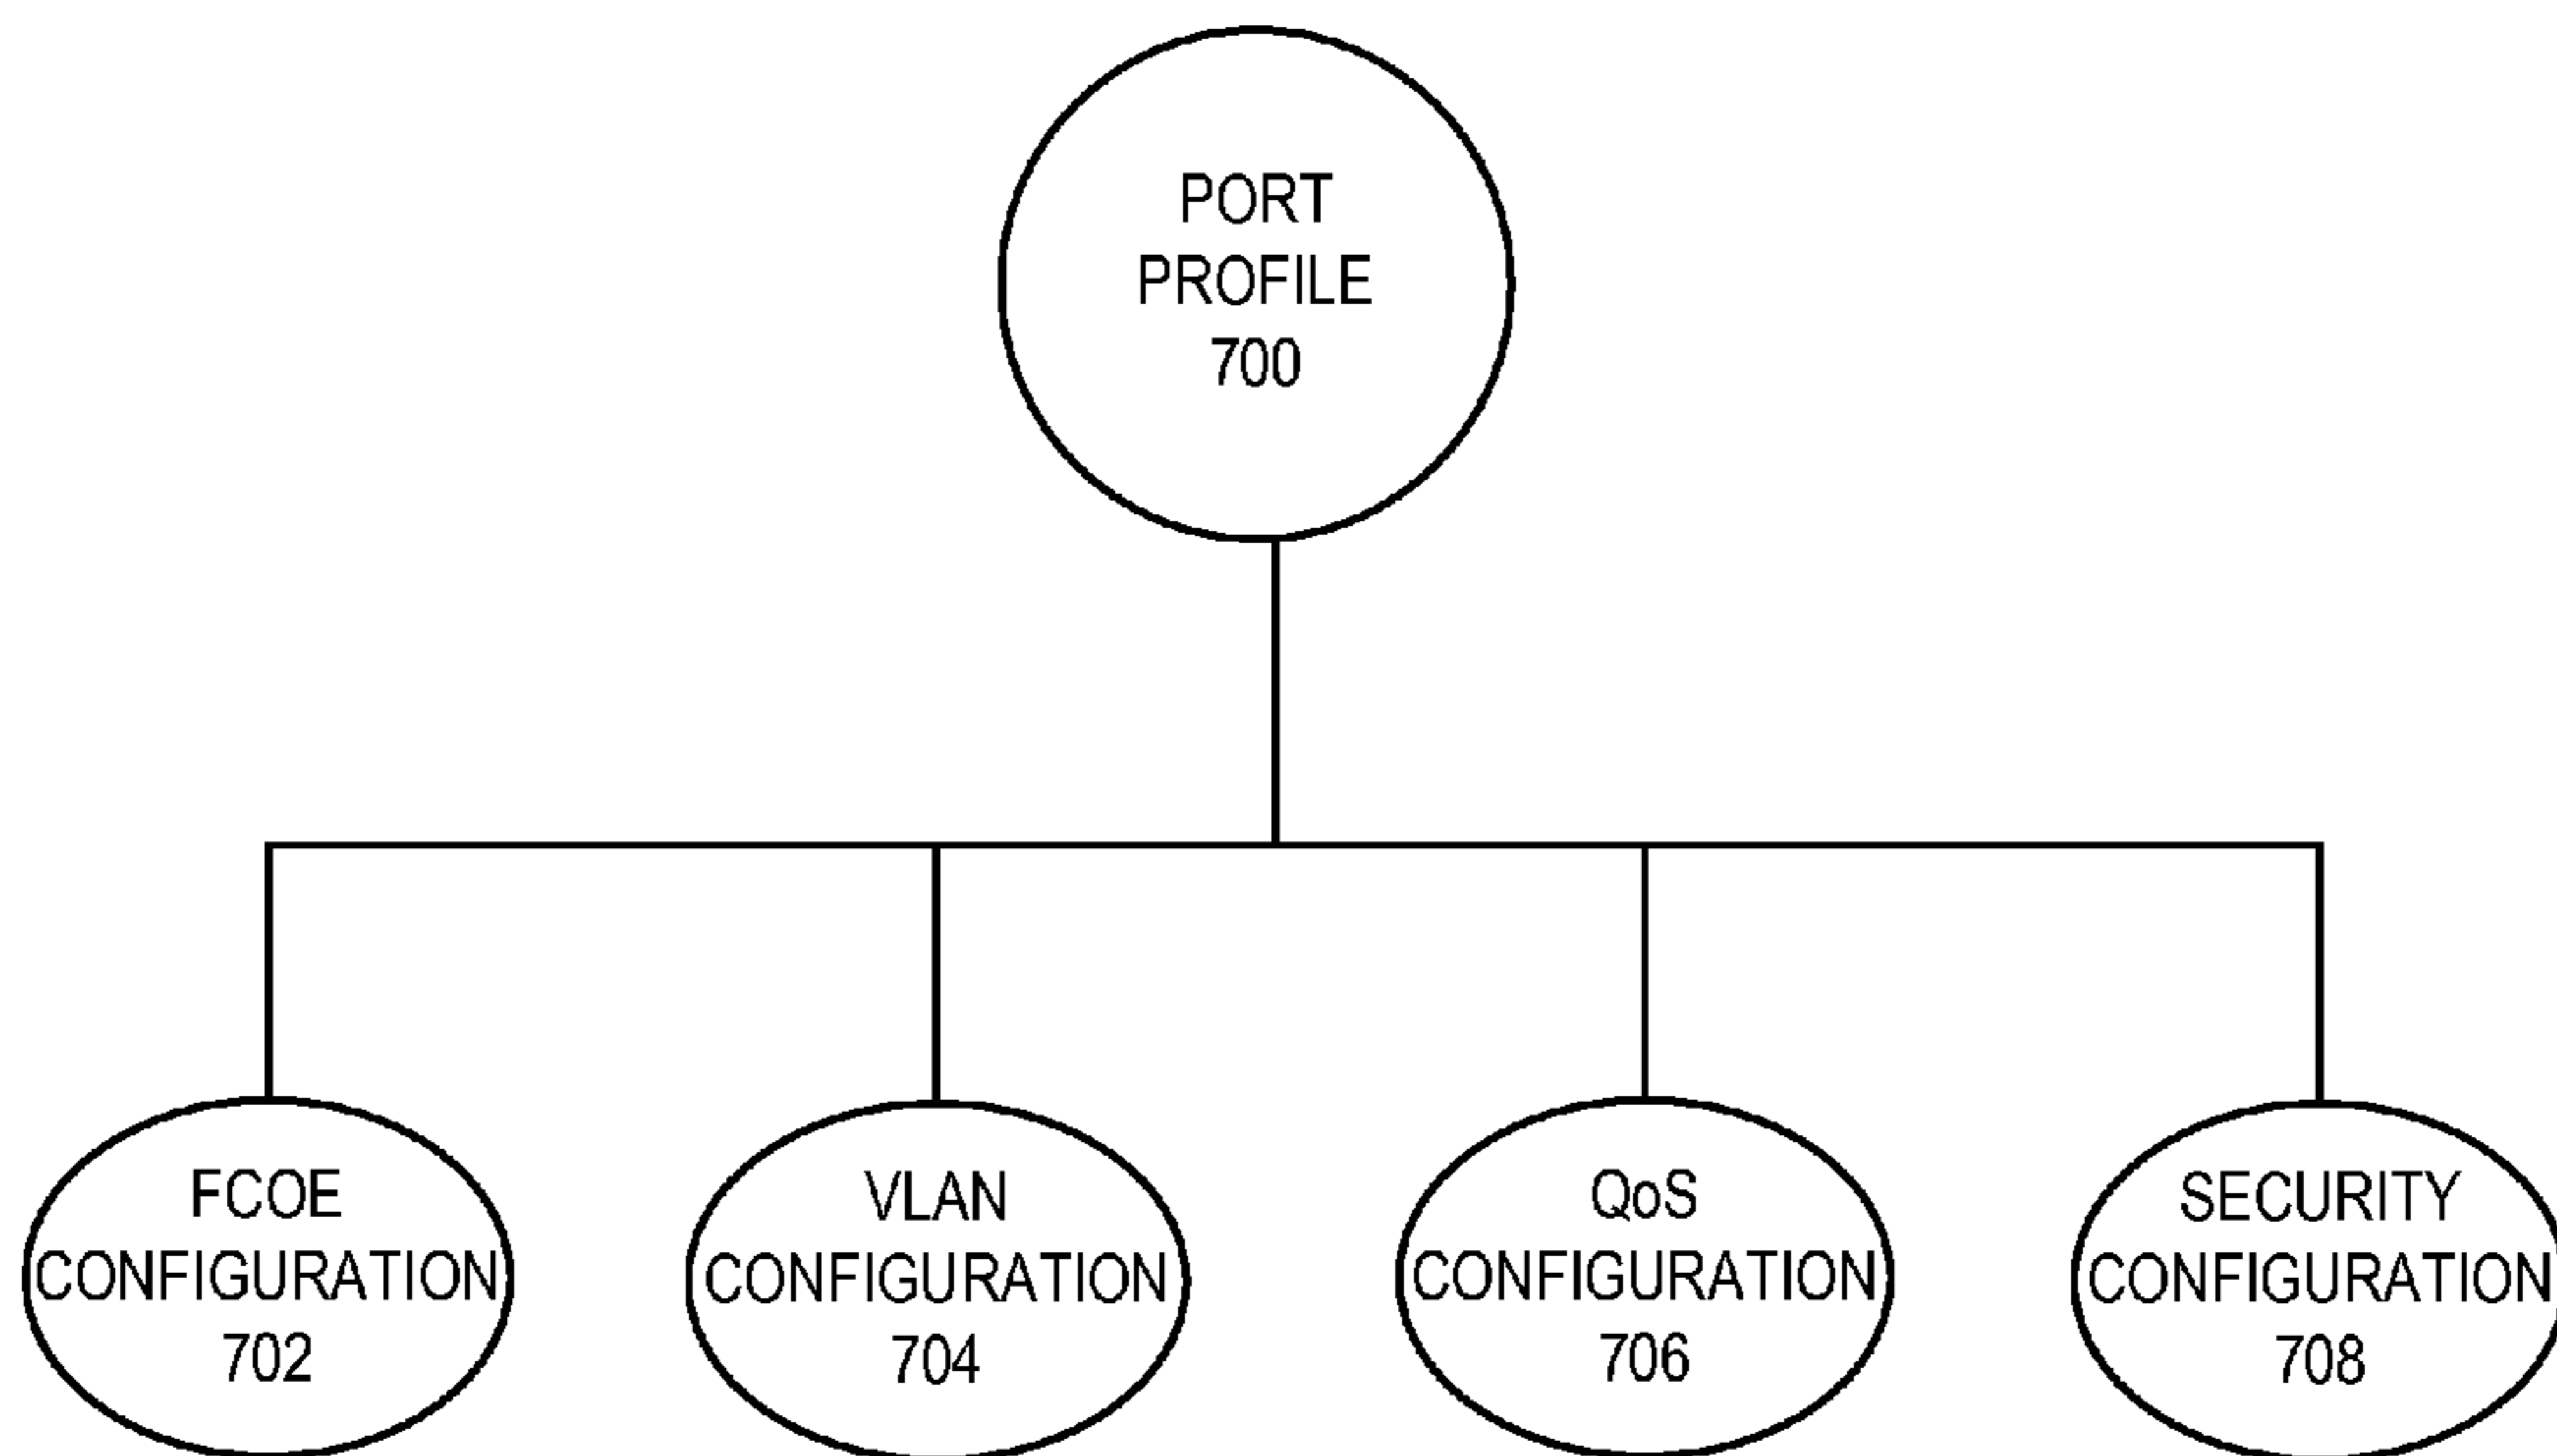 PORT
PROFILE
700
FCOE
CONFIGURATION
702
VLAN
CONFIGURATION
704
QoS
CONFIGURATION
706
SECURITY
CONFIGURATION
708